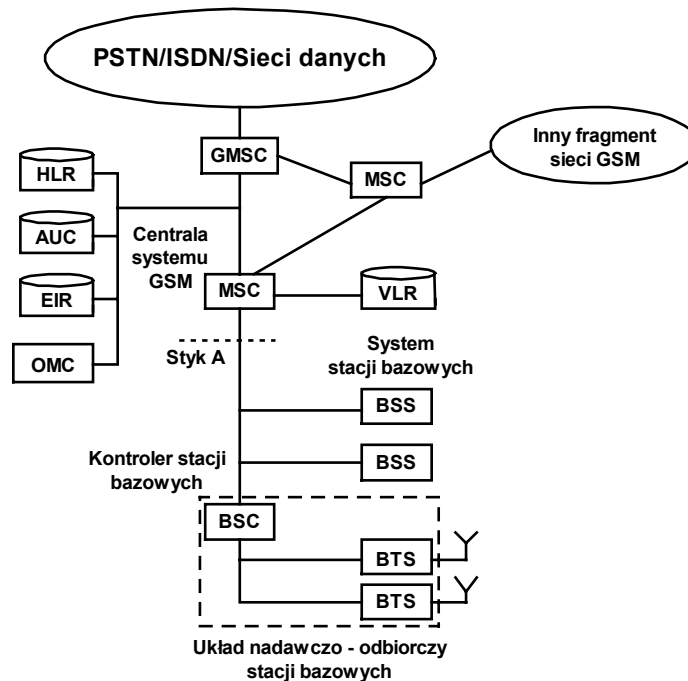 PSTN/ISDN/Sieci danych
GMSC
Inny fragment
sieci GSM
MSC
HLR
AUC
EIR
OMC
Centrala
systemu
GSM
MSC
VLR
Styk A
System
stacji bazowych
BSS
BSS
Kontroler stacji
bazowych
BSC
BTS
BTS
Układ nadawczo - odbiorczy
stacji bazowych